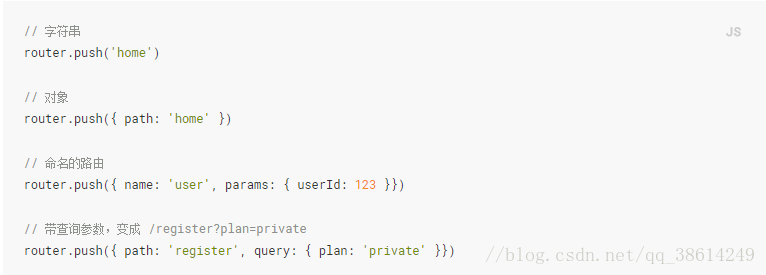 // 字符串
JS
router.push('home')
// 对象
router.push({ path: 'home' })
// 命名的路由
router.push({ name: 'user', params: { userId: 123 }})
// 带查询参数，变成 /register?plan=private
router.push({ path: 'register', query: { plan: 'private' }})
//blog.csdn.net/qq_38614249